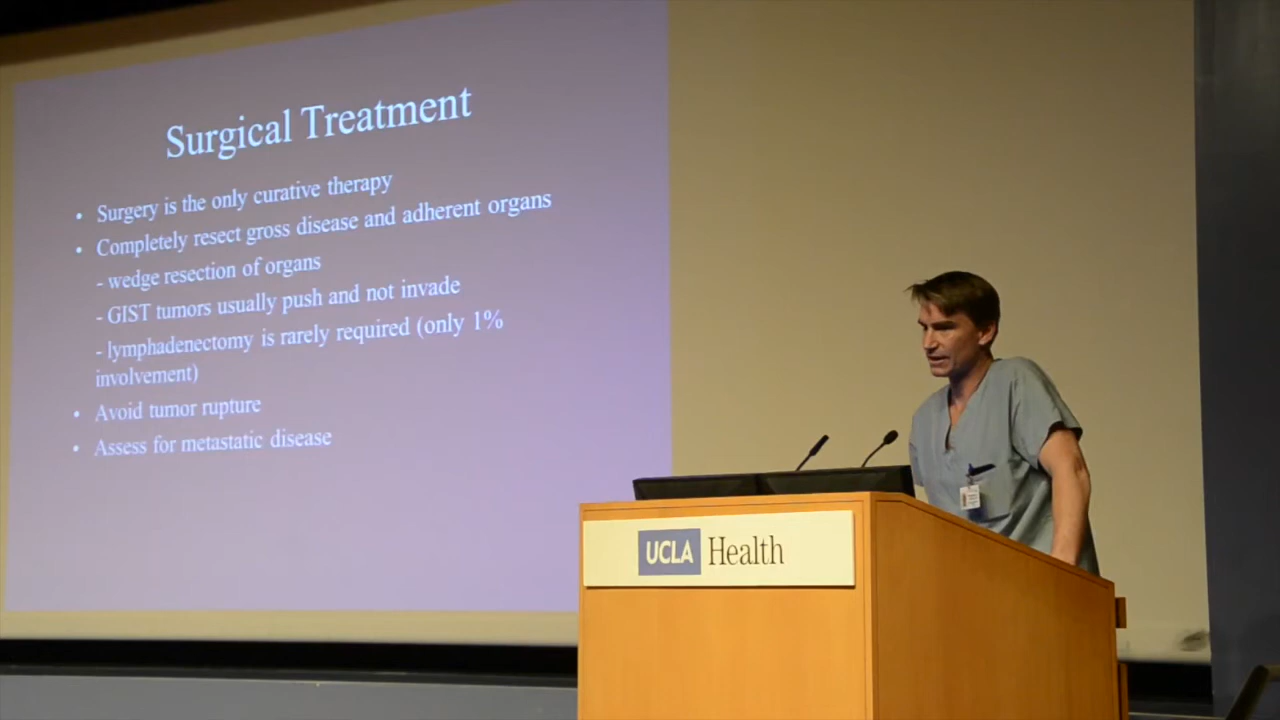 Surgical Treatment
• Surgery is the only curative therapy
• Completely resect gross disease and adherent organs
- wedge resection of organs
- GIST tumors usually push and not invade
- lymphadenectomy is rarely required (only 1%
involvement)
• Avoid tumor rupture
• Assess for metastatic disease
UCLA Health